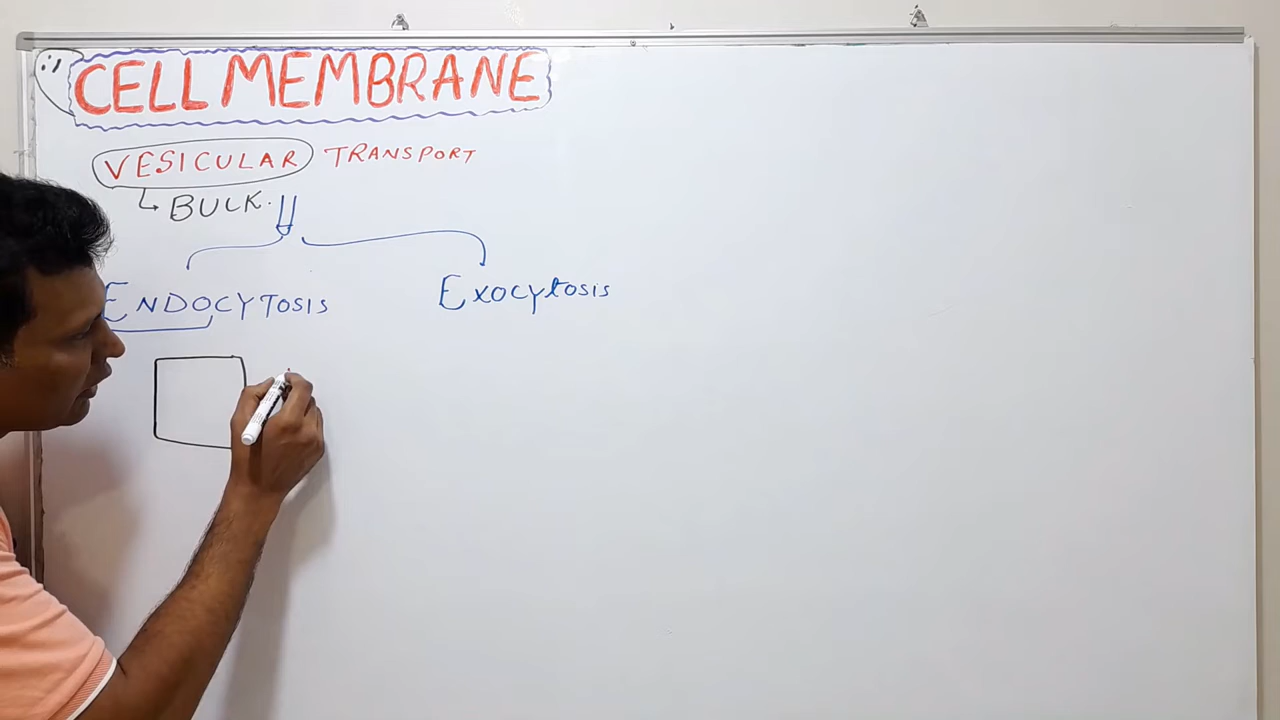 CELL MEMBRANE
VESICULAR TRANSPORT
BULK.
ENDOCYTOSIS Exocytosis